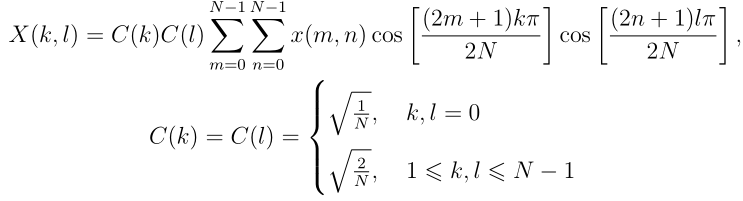 X(k, l) = C(k)C(l) \sum_{m=0}^{N-1} \sum_{n=0}^{N-1} x(m, n) \cos \left[ \frac{(2m + 1)k\pi}{2N} \right] \cos \left[ \frac{(2n + 1)l\pi}{2N} \right],
C(k) = C(l) = \begin{cases} \sqrt{\frac{1}{N}}, & k, l = 0 \\ \sqrt{\frac{2}{N}}, & 1 \leqslant k, l \leqslant N - 1 \end{cases}